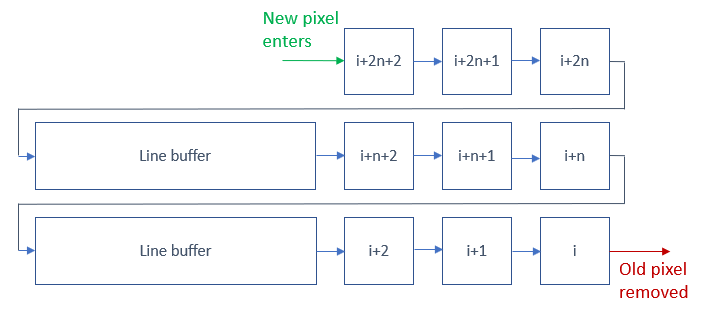 New pixel
enters
i+2n+2
i+2n+1
i+2n
Line buffer
i+n+2
i+n+1
i+n
Line buffer
i+2
i+1
i
Old pixel
removed